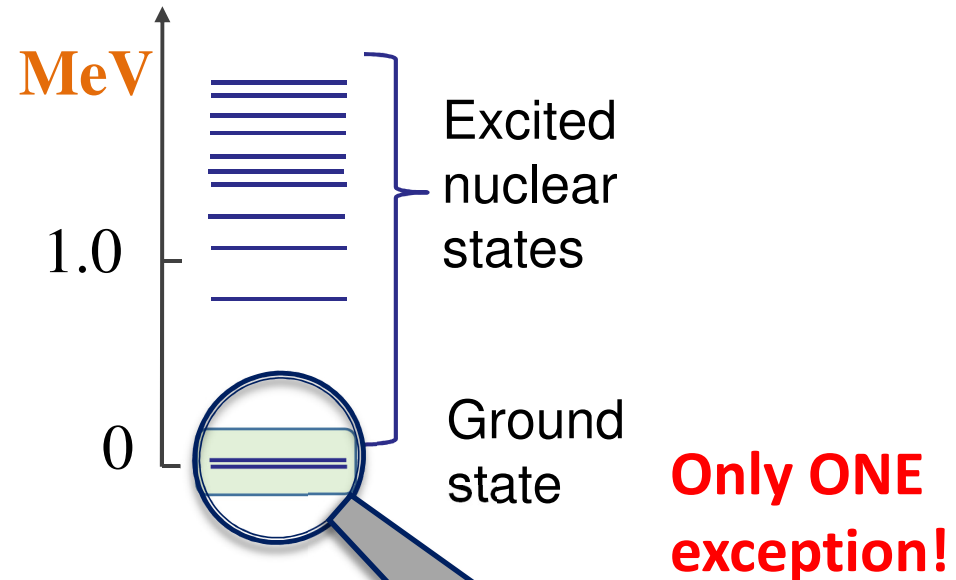 MeV
Excited
nuclear
states
1.0
Ground
state
0
Only ONE
exception!